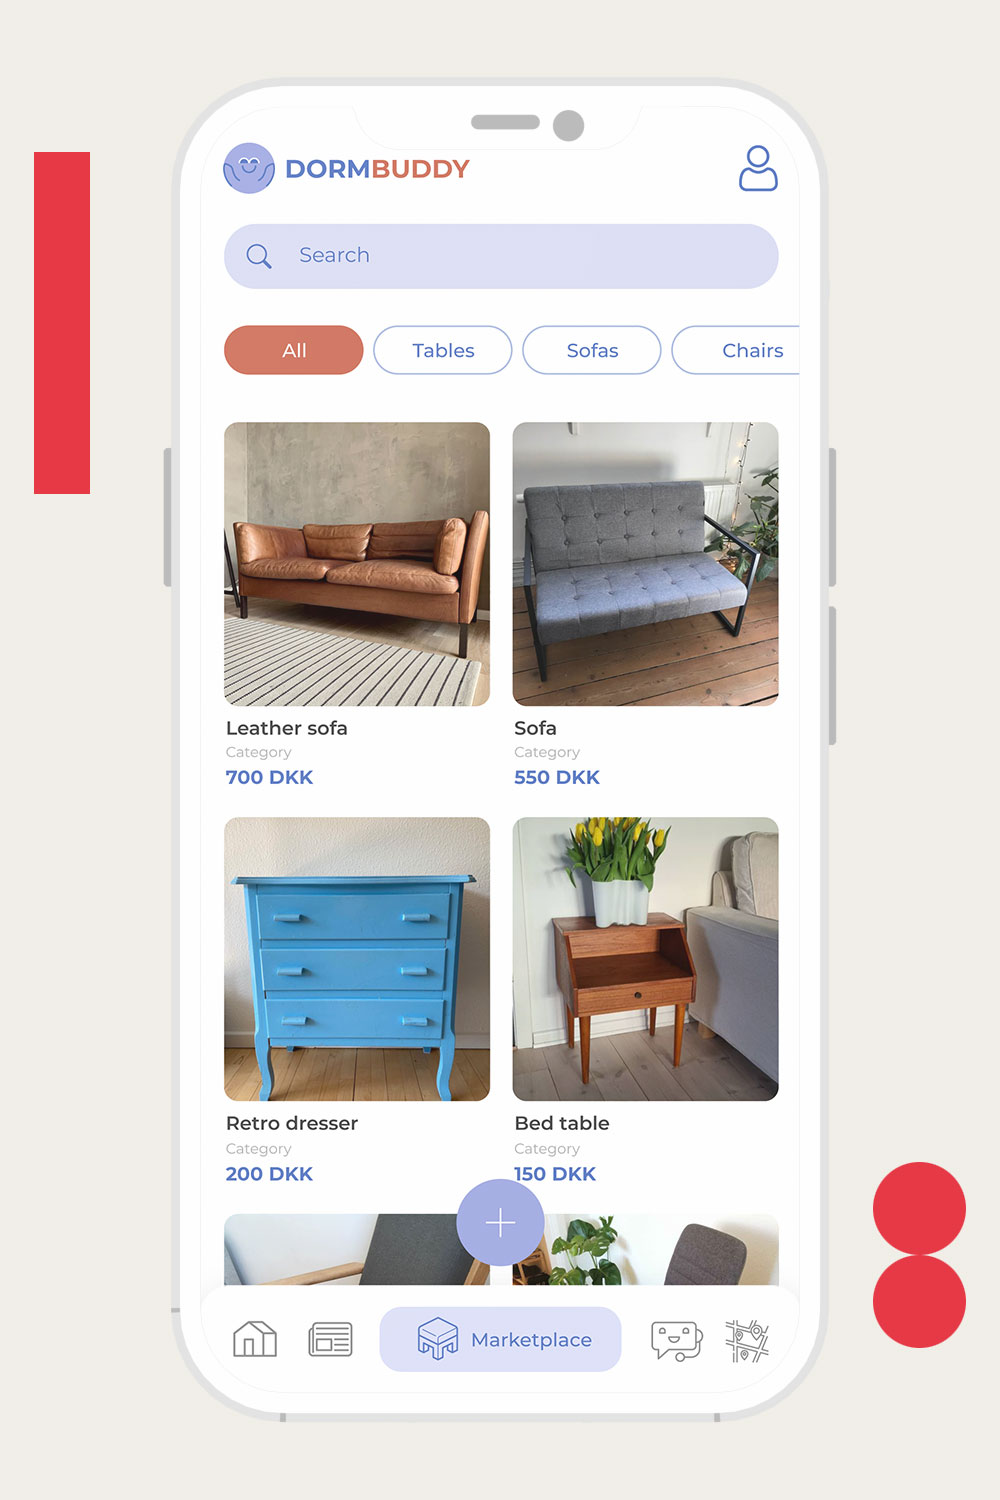 DORMBUDDY
Search
All Tables Sofas Chairs
Leather sofa
Category
700 DKK
Sofa
Category
550 DKK
Retro dresser
Category
200 DKK
Bed table
Category
150 DKK
Marketplace